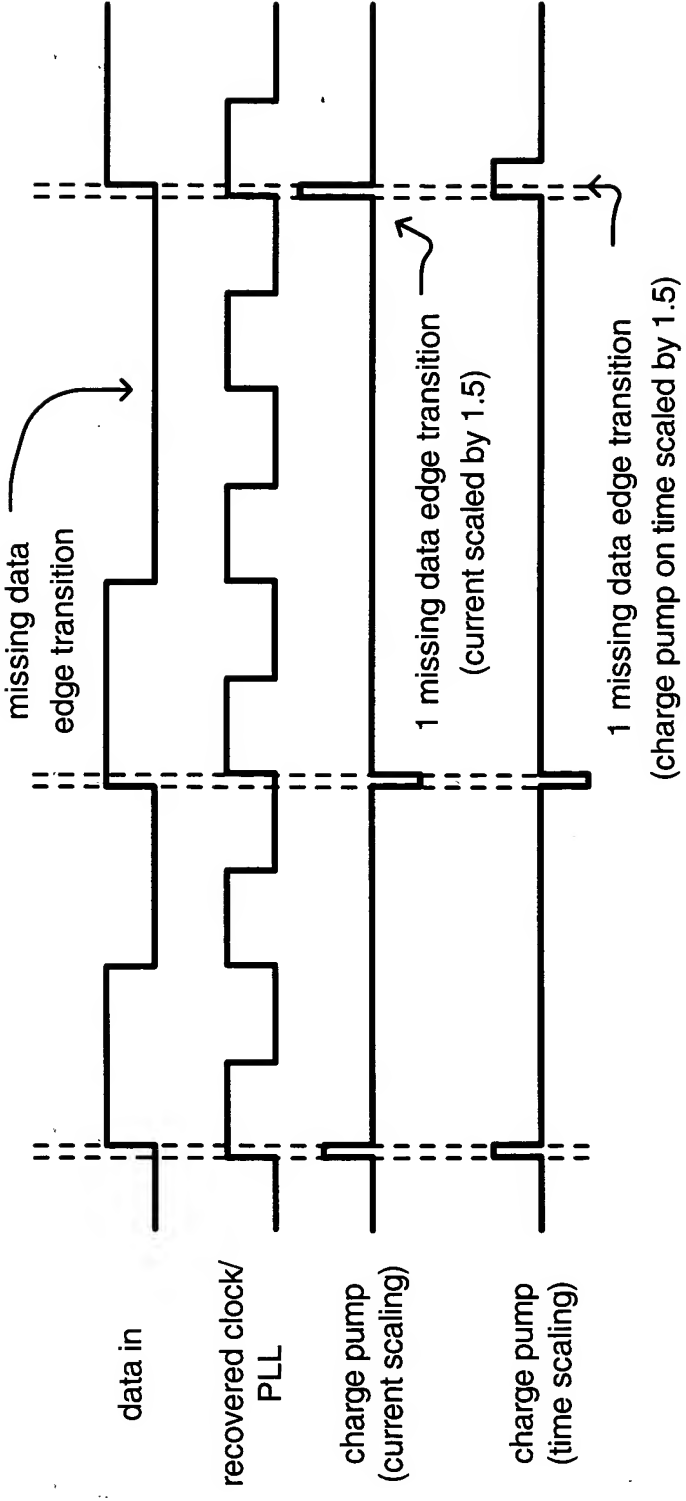 missing data
edge transition
data in
recovered clock/
PLL
charge pump
(current scaling)
1 missing data edge transition
(current scaled by 1.5)
charge pump
(time scaling)
1 missing data edge transition
(charge pump on time scaled by 1.5)